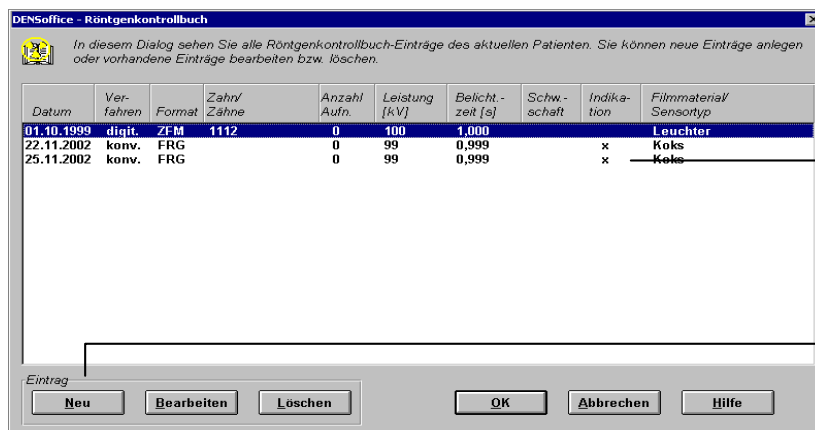 DENSoffice - Röntgenkontrollbuch
In diesem Dialog sehen Sie alle Röntgenkontrollbuch-Einträge des aktuellen Patienten. Sie können neue Einträge anlegen
oder vorhandene Einträge bearbeiten bzw. löschen.
Ver- Zahn/ Anzahl Leistung Belicht.- Schw.- Indika- Filmmaterial/
Datum fahren Format Zähne Aufn. [kV] zeit [s] schaft tion Sensortyp
01.10.1999 digit. ZFM 1112 0 100 1,000 Leuchter
22.11.2002 konv. FRG 0 99 0,999 x Koks
25.11.2002 konv. FRG 0 99 0,999 x Koks
Eintrag
Neu Bearbeiten Löschen OK Abbrechen Hilfe